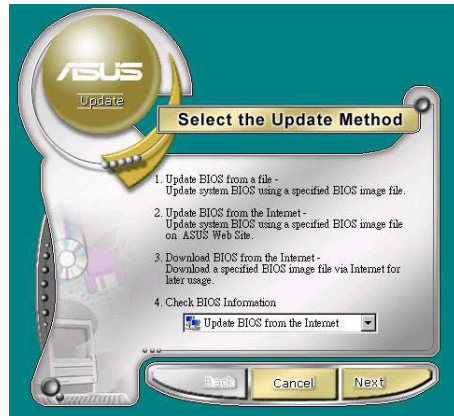 ASUS
Update
Select the Update Method
1. Update BIOS from a file -
Update system BIOS using a specified BIOS image file.
2. Update BIOS from the Internet -
Update system BIOS using a specified BIOS image file
on ASUS Web Site.
3. Download BIOS from the Internet -
Download a specified BIOS image file via Internet for
later usage.
4. Check BIOS Information
Update BIOS from the Internet
Back
Cancel
Next